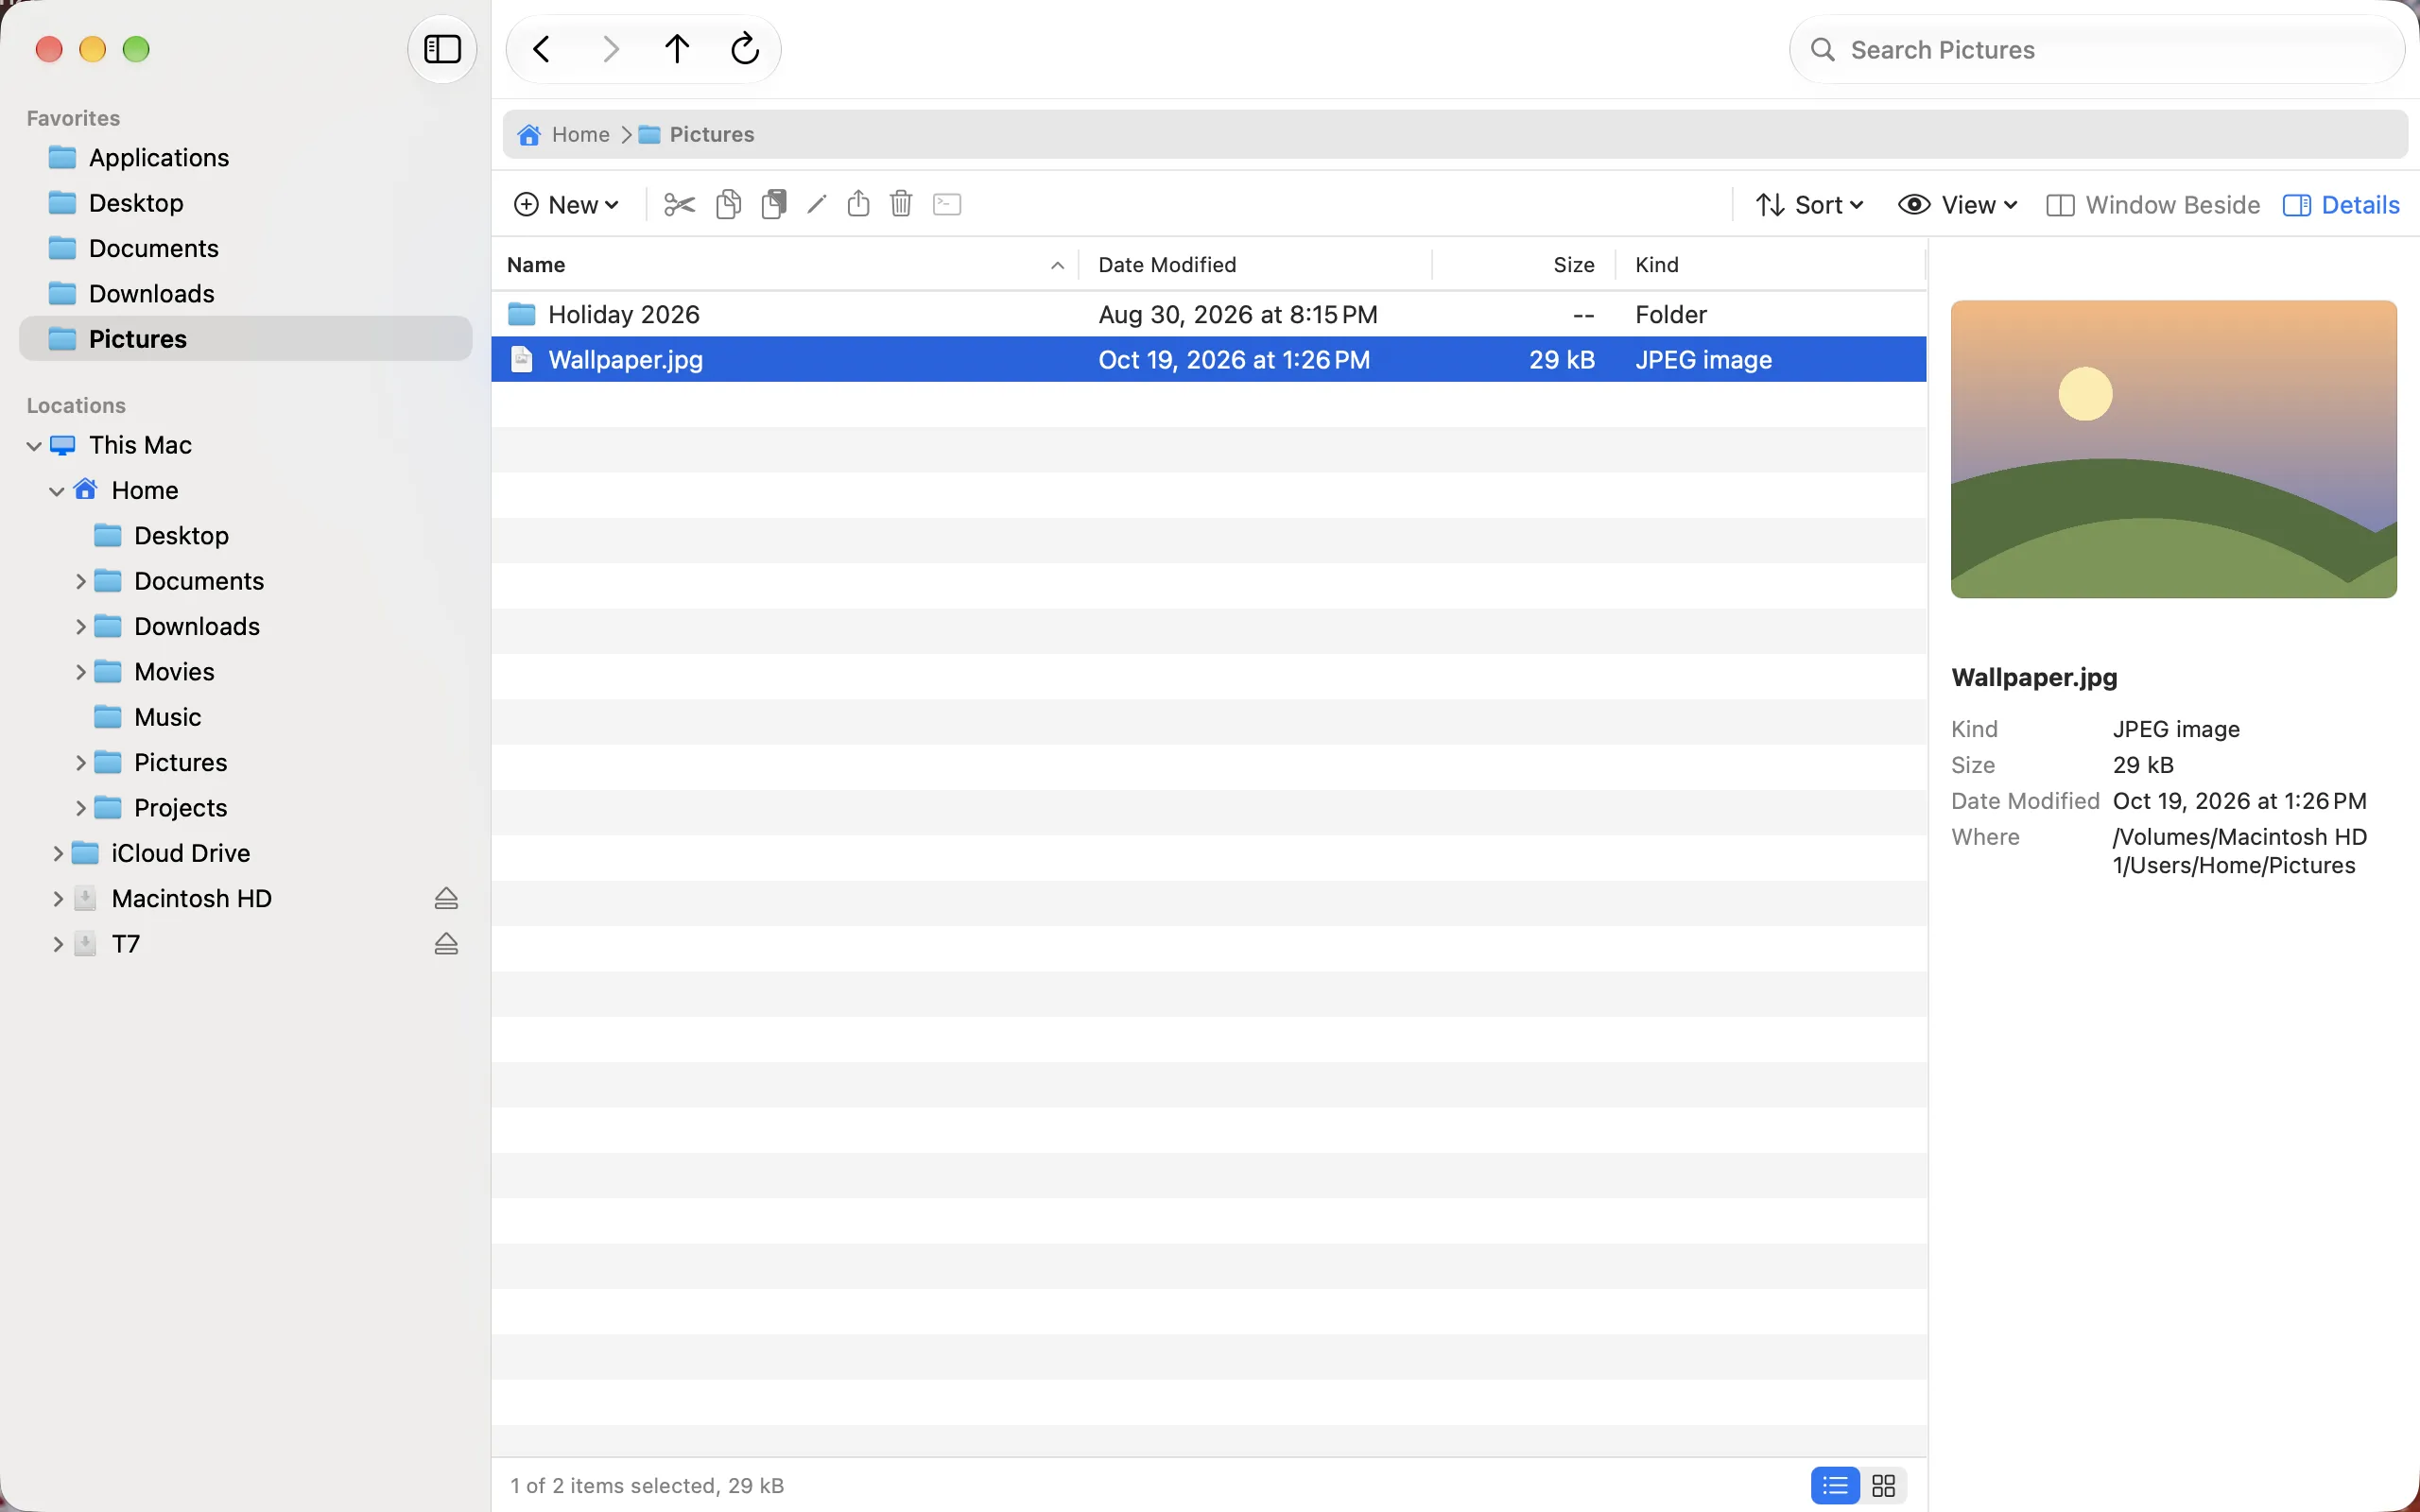 Search Pictures
Favorites
Applications
Desktop
Documents
Downloads
Pictures
Locations
This Mac
Home
Desktop
Documents
Downloads
Movies
Music
Pictures
Projects
iCloud Drive
Macintosh HD
T7
Home Pictures
New Sort View Window Beside Details
Name Date Modified Size Kind
Holiday 2026 Aug 30, 2026 at 8:15 PM -- Folder
Wallpaper.jpg Oct 19, 2026 at 1:26 PM 29 kB JPEG image
Wallpaper.jpg
Kind JPEG image
Size 29 kB
Date Modified Oct 19, 2026 at 1:26 PM
Where /Volumes/Macintosh HD
1/Users/Home/Pictures
1 of 2 items selected, 29 kB